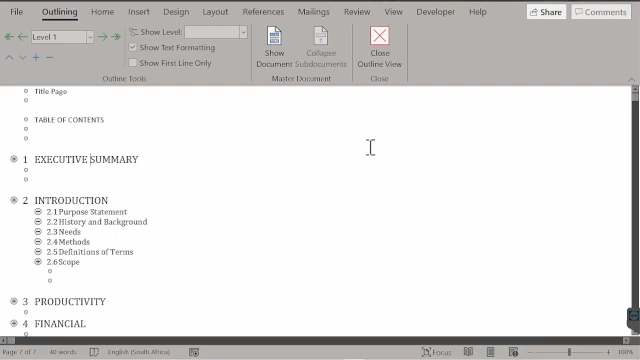 File Outlining Home Insert Design Layout References Mailings Review View Developer Help Share Comments
Level 1 Show Level:
Show Text Formatting
Show First Line Only
Show Document
Collapse Subdocuments
Close Outline View
Outline Tools Master Document Close
Title Page
TABLE OF CONTENTS
1 EXECUTIVE SUMMARY
2 INTRODUCTION
2.1 Purpose Statement
2.2 History and Background
2.3 Needs
2.4 Methods
2.5 Definitions of Terms
2.6 Scope
3 PRODUCTIVITY
4 FINANCIAL
Page 7 of 7 40 words English (South Africa) Focus 100%